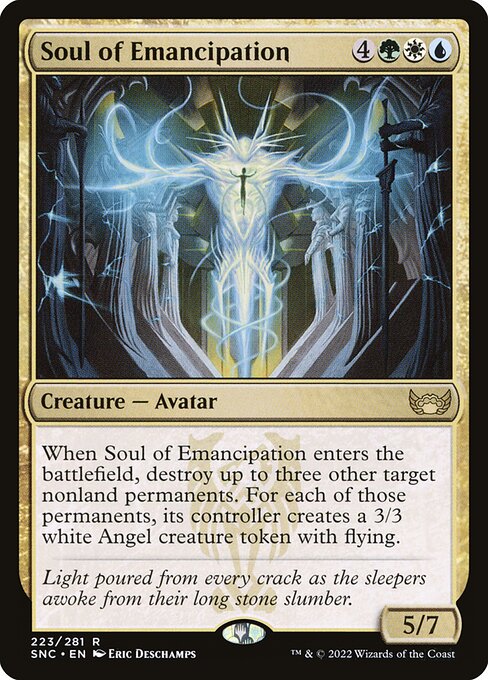 Soul of Emancipation 4
Creature — Avatar
When Soul of Emancipation enters the
battlefield, destroy up to three other target
nonland permanents. For each of those
permanents, its controller creates a 3/3
white Angel creature token with flying.
Light poured from every crack as the sleepers
awoke from their long stone slumber.
5/7
223/281 R
SNC • EN Eric Deschamps
™ & © 2022 Wizards of the Coast